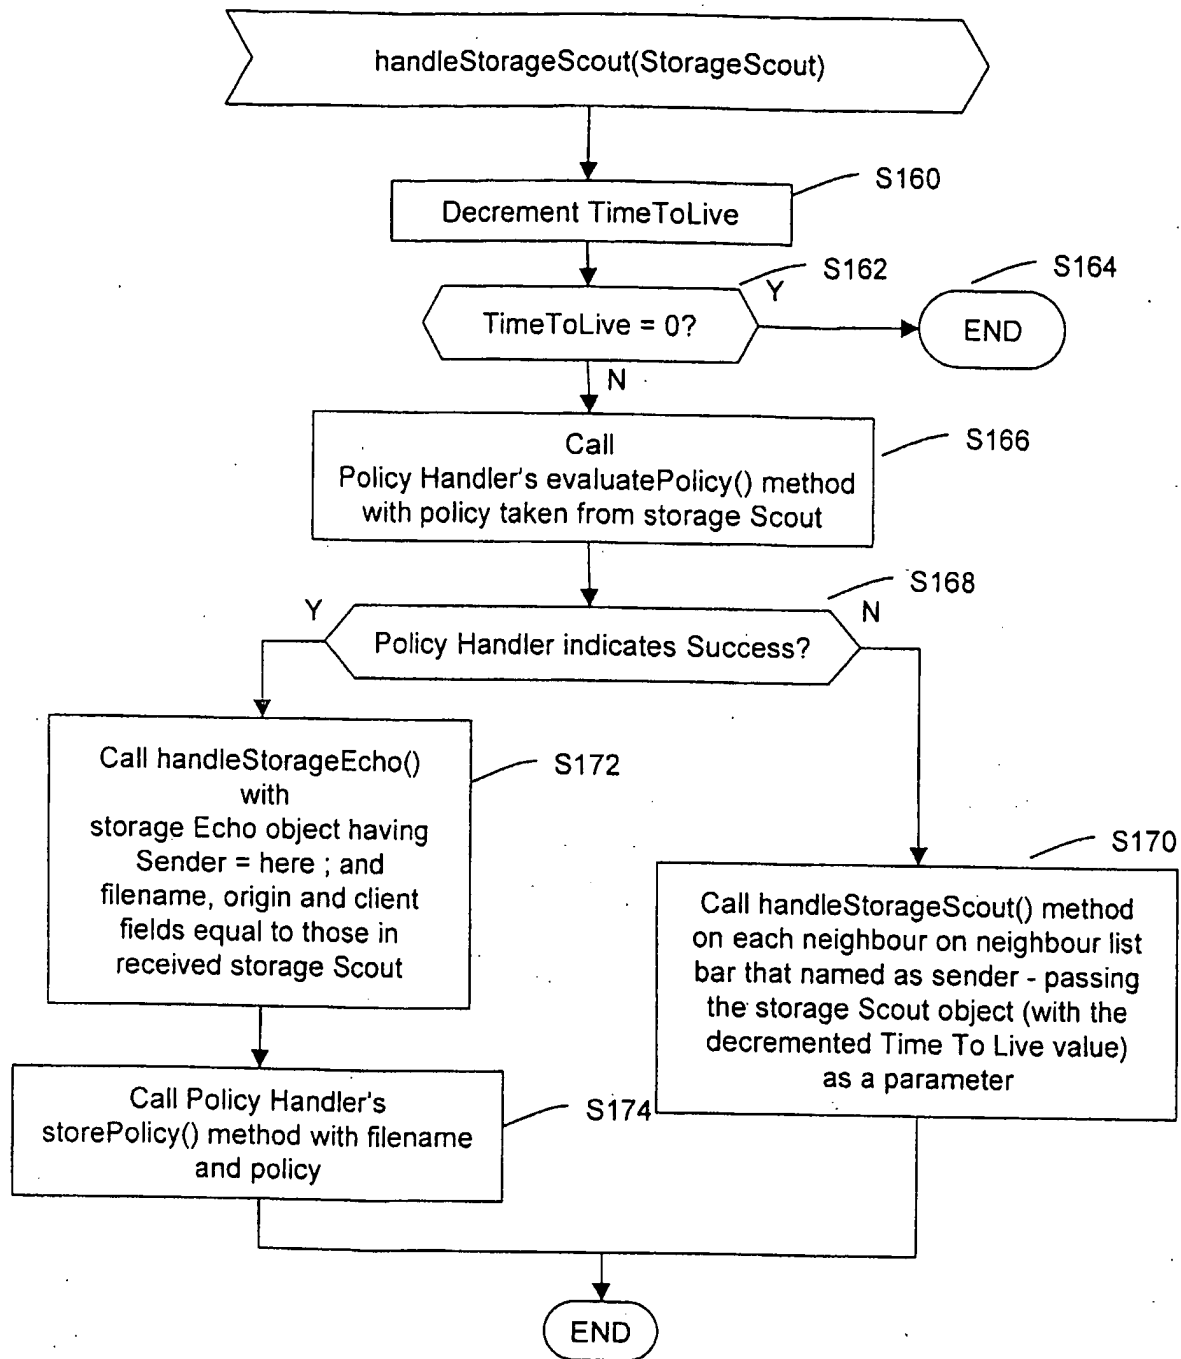 handleStorageScout(StorageScout)
S160
Decrement TimeToLive
S162
S164
TimeToLive = 0?
Y
END
N
Call
Policy Handler's evaluatePolicy() method
with policy taken from storage Scout
S166
S168
Y
Policy Handler indicates Success?
N
Call handleStorageEcho()
with
storage Echo object having
Sender = here ; and
filename, origin and client
fields equal to those in
received storage Scout
S172
S170
Call handleStorageScout() method
on each neighbour on neighbour list
bar that named as sender - passing
the storage Scout object (with the
decremented Time To Live value)
as a parameter
Call Policy Handler's
storePolicy() method with filename
and policy
S174
END